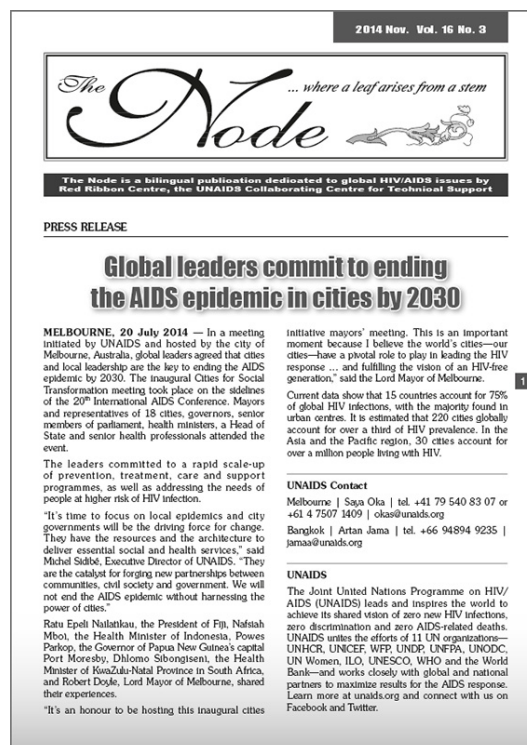 2014 Nov. Vol. 16 No. 3
The Node
... where a leaf arises from a stem
The Node is a bilingual publication dedicated to global HIV/AIDS issues by
Red Ribbon Centre, the UNAIDS Collaborating Centre for Technical Support
PRESS RELEASE
Global leaders commit to ending
the AIDS epidemic in cities by 2030
MELBOURNE, 20 July 2014 — In a meeting
initiated by UNAIDS and hosted by the city of
Melbourne, Australia, global leaders agreed that cities
and local leadership are the key to ending the AIDS
epidemic by 2030. The inaugural Cities for Social
Transformation meeting took place on the sidelines
of the 20th International AIDS Conference. Mayors
and representatives of 18 cities, governors, senior
members of parliament, health ministers, a Head of
State and senior health professionals attended the
event.
The leaders committed to a rapid scale-up
of prevention, treatment, care and support
programmes, as well as addressing the needs of
people at higher risk of HIV infection.
“It’s time to focus on local epidemics and city
governments will be the driving force for change.
They have the resources and the architecture to
deliver essential social and health services,” said
Michel Sidibé, Executive Director of UNAIDS. “They
are the catalyst for forging new partnerships between
communities, civil society and government. We will
not end the AIDS epidemic without harnessing the
power of cities.”
Ratu Epeli Nailatikau, the President of Fiji, Nafsiah
Mboi, the Health Minister of Indonesia, Powes
Parkop, the Governor of Papua New Guinea’s capital
Port Moresby, Dhlomo Sibongiseni, the Health
Minister of KwaZulu-Natal Province in South Africa,
and Robert Doyle, Lord Mayor of Melbourne, shared
their experiences.
“It’s an honour to be hosting this inaugural cities
initiative mayors’ meeting. This is an important
moment because I believe the world’s cities—our
cities—have a pivotal role to play in leading the HIV
response ... and fulfilling the vision of an HIV-free
generation,” said the Lord Mayor of Melbourne.
Current data show that 15 countries account for 75%
of global HIV infections, with the majority found in
urban centres. It is estimated that 220 cities globally
account for over a third of HIV prevalence. In the
Asia and the Pacific region, 30 cities account for
over a million people living with HIV.
UNAIDS Contact
Melbourne | Saya Oka | tel. +41 79 540 83 07 or
+61 4 7507 1409 | okas@unaids.org
Bangkok | Artan Jama | tel. +66 94894 9235 |
jamaa@unaids.org
UNAIDS
The Joint United Nations Programme on HIV/
AIDS (UNAIDS) leads and inspires the world to
achieve its shared vision of zero new HIV infections,
zero discrimination and zero AIDS-related deaths.
UNAIDS unites the efforts of 11 UN organizations—
UNHCR, UNICEF, WFP, UNDP, UNFPA, UNODC,
UN Women, ILO, UNESCO, WHO and the World
Bank—and works closely with global and national
partners to maximize results for the AIDS response.
Learn more at unaids.org and connect with us on
Facebook and Twitter.
1